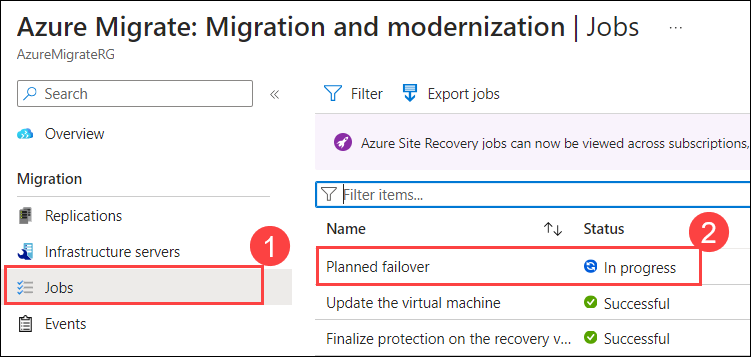 Azure Migrate: Migration and modernization | Jobs ...
AzureMigrateRG
Search
Filter
Export jobs
Overview
Azure Site Recovery jobs can now be viewed across subscriptions,
Migration
Filter items...
Replications
Name
Status
2
Infrastructure servers
1
Planned failover
In progress
Jobs
Update the virtual machine
Successful
Events
Finalize protection on the recovery v...
Successful